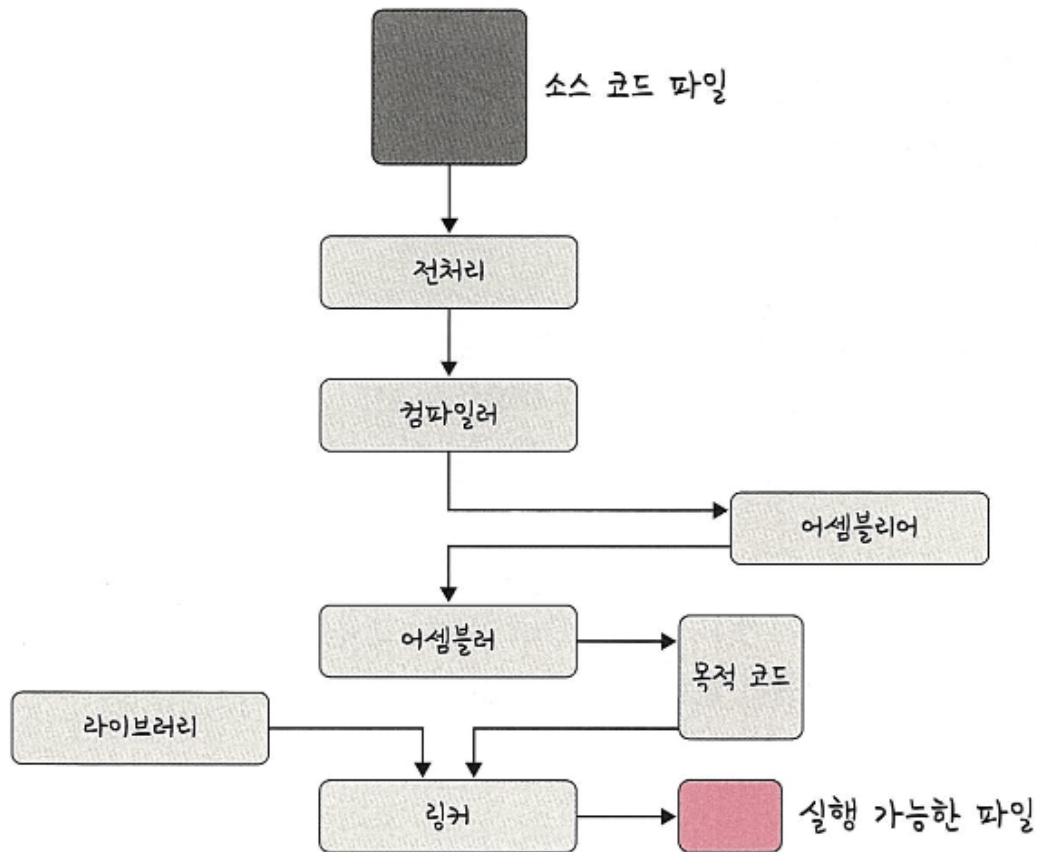 소스 코드 파일
전처리
컴파일러
어셈블리어
어셈블러
목적 코드
라이브러리
링커
실행 가능한 파일